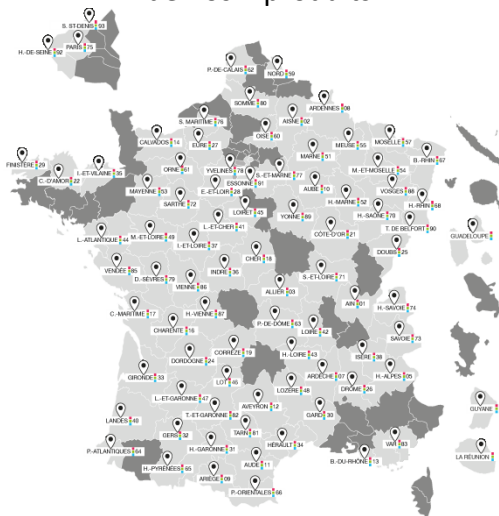 S. ST-DENIS 93
PARIS 75
H.-DE-SEINE 92
P.-DE-CALAIS 62
NORD 59
SOMME 80
ARDENNES 08
AISNE 02
S. MARITIME 76
OISE 60
CALVADOS 14
EURE 27
MEUSE 55
MOSELLE 57
MARNE 51
B.-RHIN 67
FINISTÈRE 29
I.-ET-VILAINE 35
ORNE 61
YVELINES 78
S.-ET-MARNE 77
M.-ET-MOSELLE 54
C.-D'AMOR 22
ESSONNE 91
MAYENNE 53
E.-ET-LOIR 28
AUBE 10
H.-MARNE 52
VOSGES 88
SARTHE 72
LOIRET 45
H.-RHIN 68
YONNE 89
H.-SAÔNE 70
L.-ET-CHER 41
T. DE BELFORT 90
M.-ET-LOIRE 49
CÔTE-D'OR 21
L.-ATLANTIQUE 44
I.-ET-LOIRE 37
DOUBS 25
GUADELOUPE
CHER 18
VENDÉE 85
INDRE 36
D.-SÈVRES 79
S.-ET-LOIRE 71
VIENNE 86
ALLIER 03
AIN 01
H.-SAVOIE 74
C.-MARITIME 17
H.-VIENNE 87
P.-DE-DÔME 63
CHARENTE 16
LOIRE 42
SAVOIE 73
CORRÈZE 19
ISÈRE 38
DORDOGNE 24
H.-LOIRE 43
GIRONDE 33
ARDÈCHE 07
H.-ALPES 05
LOT 46
LOZÈRE 48
DRÔME 26
L.-ET-GARONNE 47
AVEYRON 12
LANDES 40
T.-ET-GARONNE 82
GARD 30
GUYANE
TARN 81
GERS 32
HÉRAULT 34
VAR 83
P.-ATLANTIQUES 64
H.-GARONNE 31
LA RÉUNION
H.-PYRÉNÉES 65
AUDE 11
B.-DU-RHÔNE 13
ARIÈGE 09
P.-ORIENTALES 66